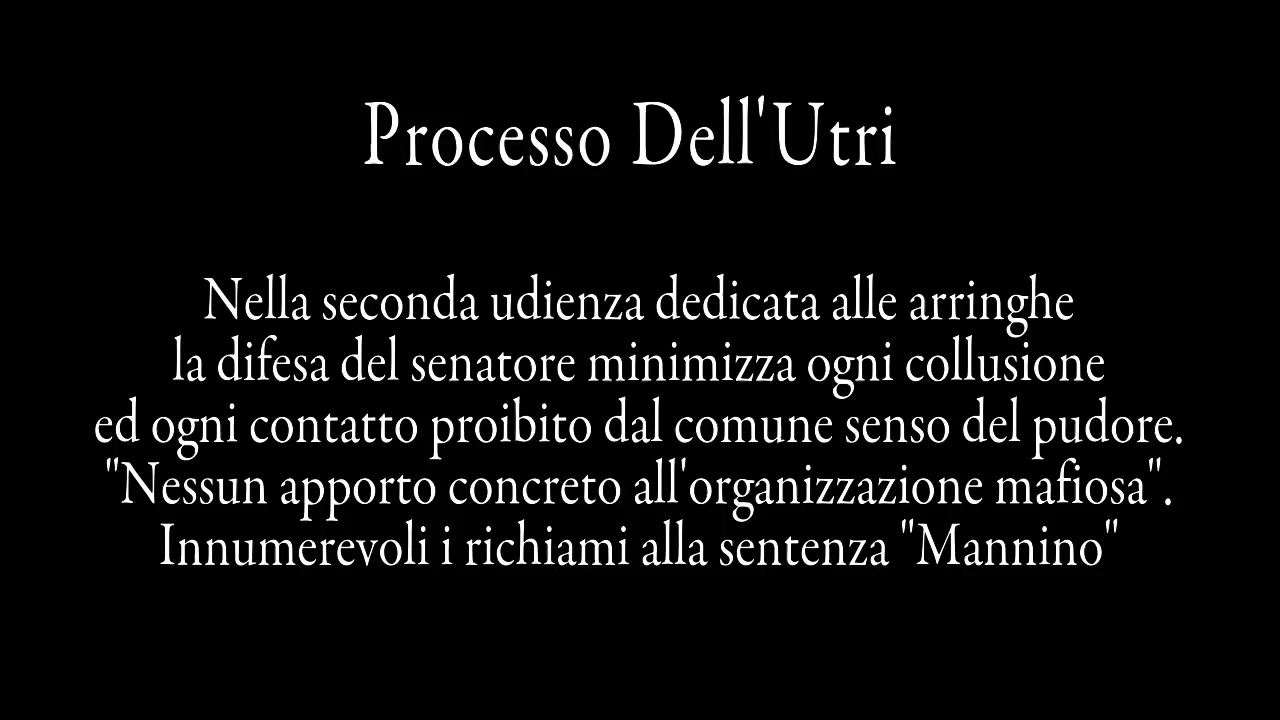 Processo Dell'Utri
Nella seconda udienza dedicata alle arringhe
la difesa del senatore minimizza ogni collusione
ed ogni contatto proibito dal comune senso del pudore.
"Nessun apporto concreto all'organizzazione mafiosa".
Innumerevoli i richiami alla sentenza "Mannino"